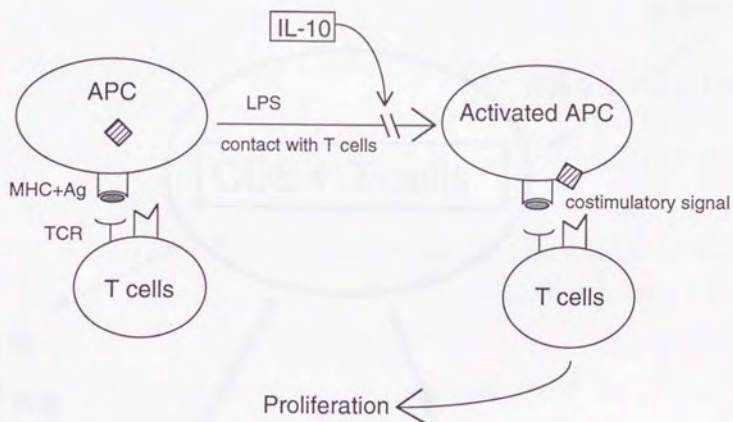 IL-10
APC
LPS
Activated APC
contact with T cells
MHC+Ag
costimulatory signal
TCR
T cells
T cells
Proliferation